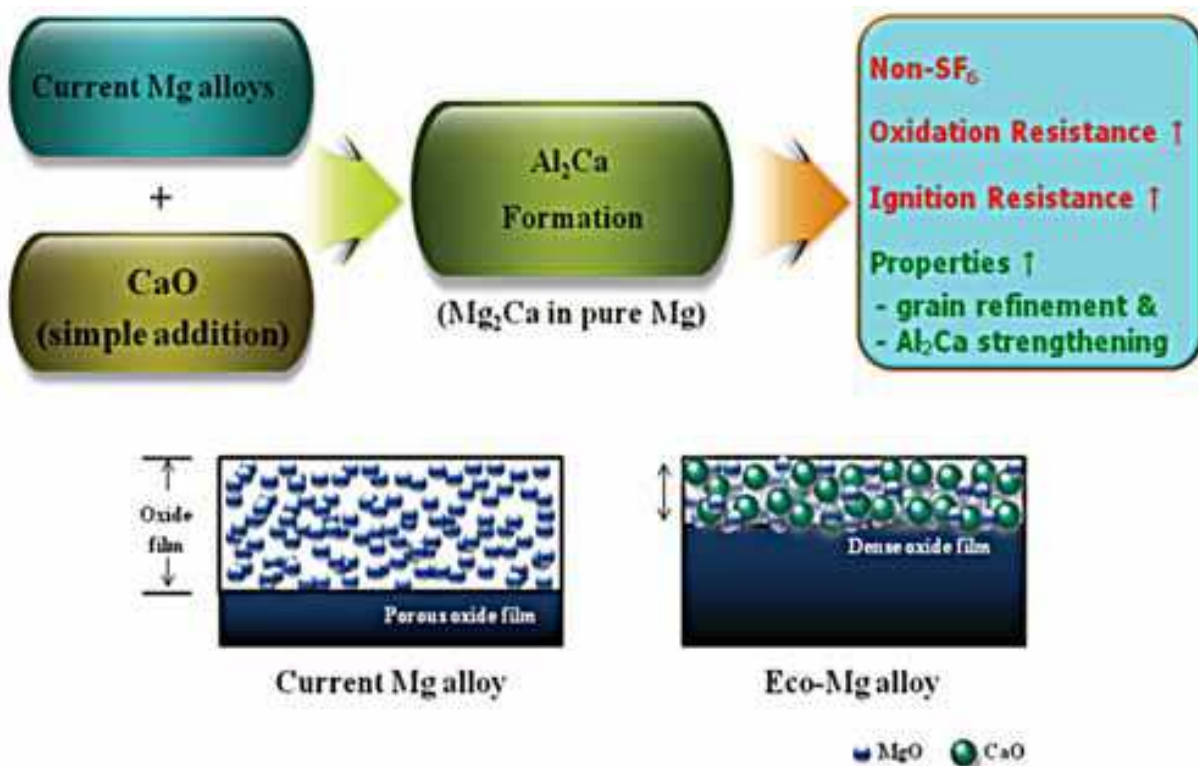 Current Mg alloys
+
CaO
(simple addition)
Al₂Ca
Formation
(Mg₂Ca in pure Mg)
Non-SF₆
Oxidation Resistance ↑
Ignition Resistance ↑
Properties ↑
- grain refinement &
- Al₂Ca strengthening
Oxide
film
Porous oxide film
Current Mg alloy
Dense oxide film
Eco-Mg alloy
MgO CaO